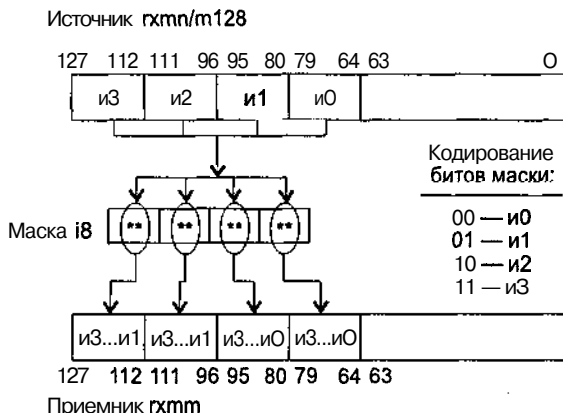 Источник rxmn/m128
127 112 111 96 95 80 79 64 63 О
и3 и2 и1 и0
Кодирование
битов маски:
00 — и0
01 — и1
10 — и2
11 — и3
Маска i8 ** ** ** **
и3...и1 и3...и1 и3...и0 и3...и0
127 112 111 96 95 80 79 64 63
Приемник rxmm